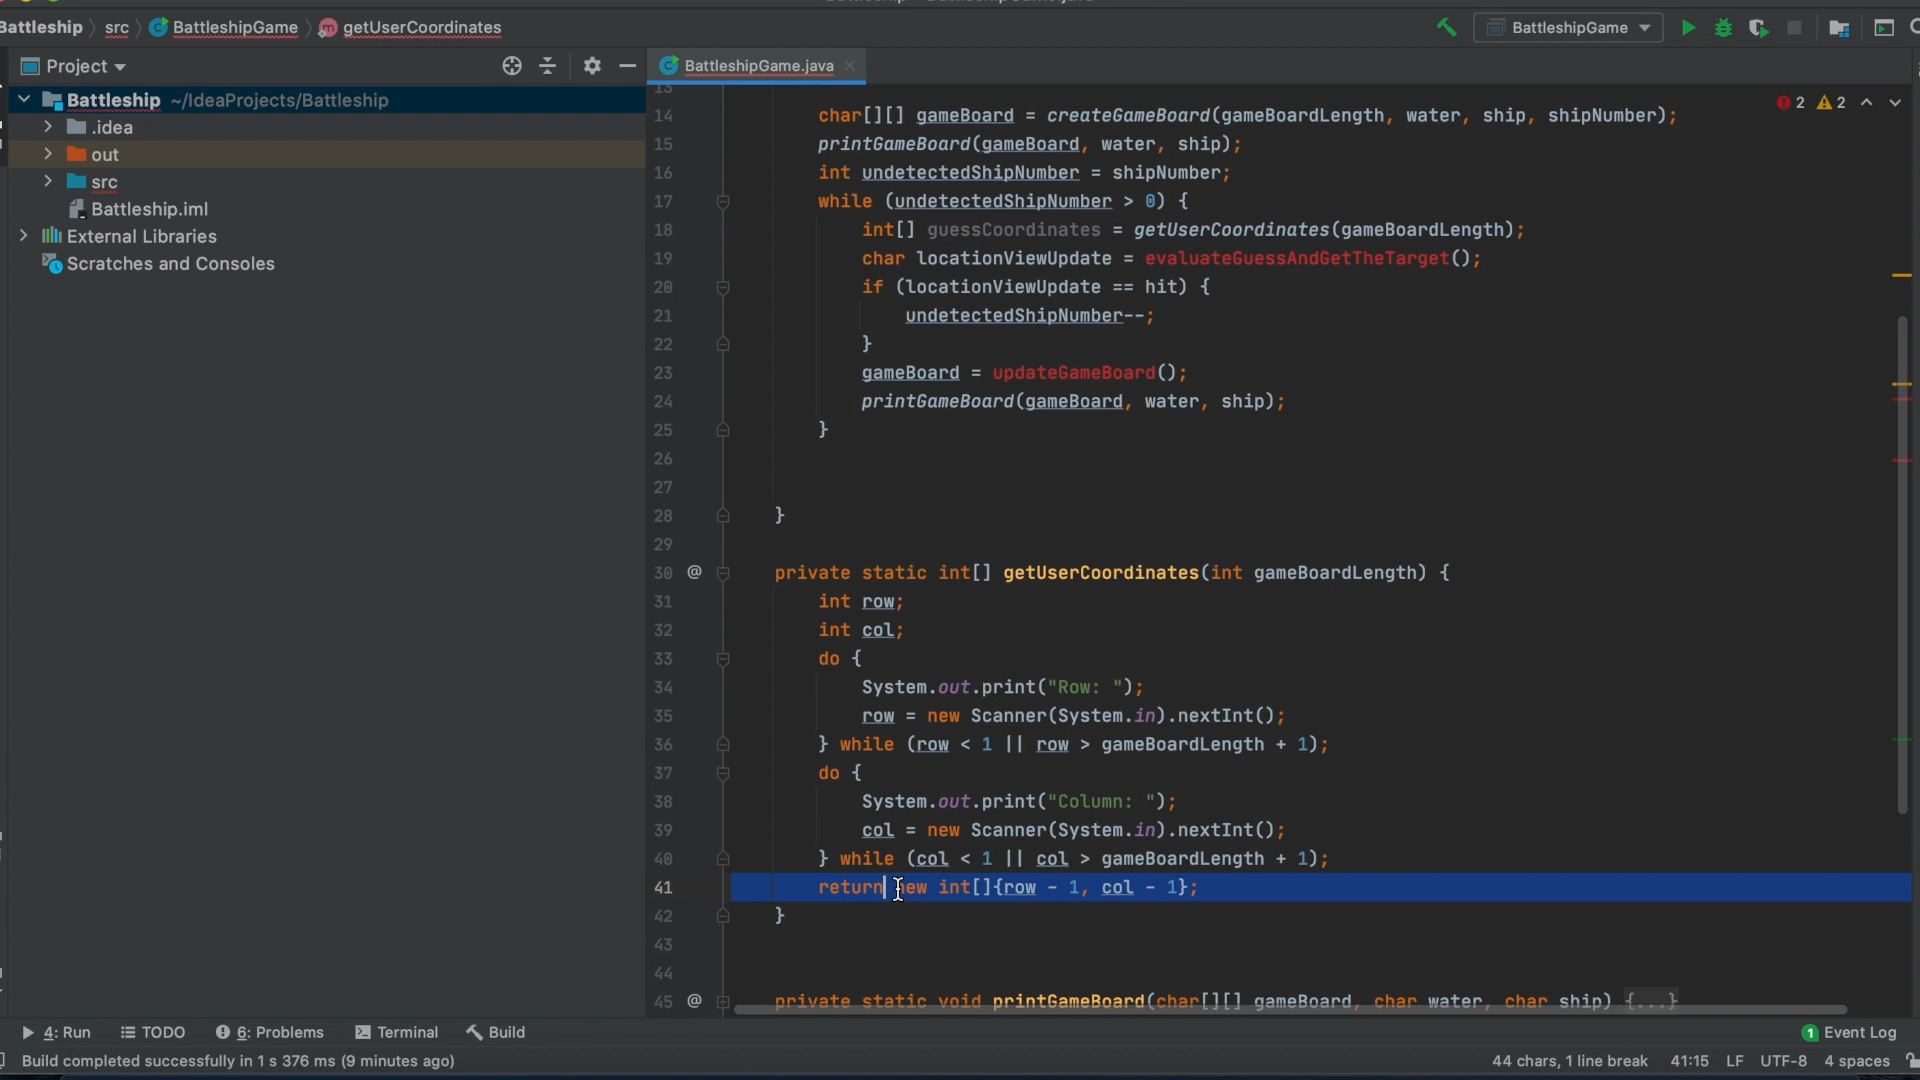 Battleship src BattleshipGame getUserCoordinates BattleshipGame
Project BattleshipGame.java
Battleship ~/IdeaProjects/Battleship
.idea
out
src
Battleship.iml
External Libraries
Scratches and Consoles
2 2
13
14 char[][] gameBoard = createGameBoard(gameBoardLength, water, ship, shipNumber);
15 printGameBoard(gameBoard, water, ship);
16 int undetectedShipNumber = shipNumber;
17 while (undetectedShipNumber > 0) {
18 int[] guessCoordinates = getUserCoordinates(gameBoardLength);
19 char locationViewUpdate = evaluateGuessAndGetTheTarget();
20 if (locationViewUpdate == hit) {
21 undetectedShipNumber--;
22 }
23 gameBoard = updateGameBoard();
24 printGameBoard(gameBoard, water, ship);
25 }
26
27
28 }
29
30 @ private static int[] getUserCoordinates(int gameBoardLength) {
31 int row;
32 int col;
33 do {
34 System.out.print("Row: ");
35 row = new Scanner(System.in).nextInt();
36 } while (row < 1 || row > gameBoardLength + 1);
37 do {
38 System.out.print("Column: ");
39 col = new Scanner(System.in).nextInt();
40 } while (col < 1 || col > gameBoardLength + 1);
41 return new int[]{row - 1, col - 1};
42 }
43
44
45 @ private static void printGameBoard(char[][] gameBoard, char water, char ship) {...}
4: Run TODO 6: Problems Terminal Build 1 Event Log
Build completed successfully in 1 s 376 ms (9 minutes ago) 44 chars, 1 line break 41:15 LF UTF-8 4 spaces